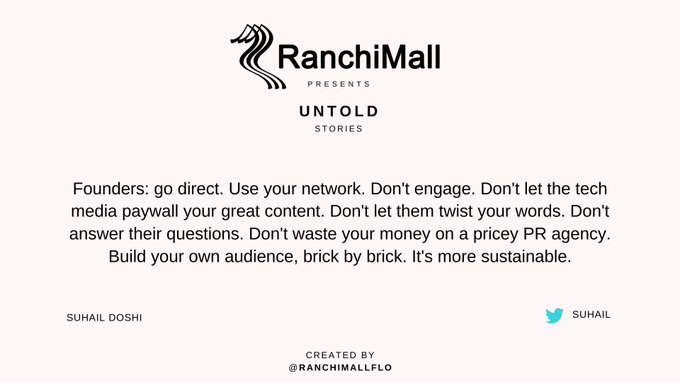 RanchiMall
PRESENTS
UNTOLD
STORIES
Founders: go direct. Use your network. Don't engage. Don't let the tech
media paywall your great content. Don't let them twist your words. Don't
answer their questions. Don't waste your money on a pricey PR agency.
Build your own audience, brick by brick. It's more sustainable.
SUHAIL DOSHI
SUHAIL
CREATED BY
@RANCHIMALLFLO